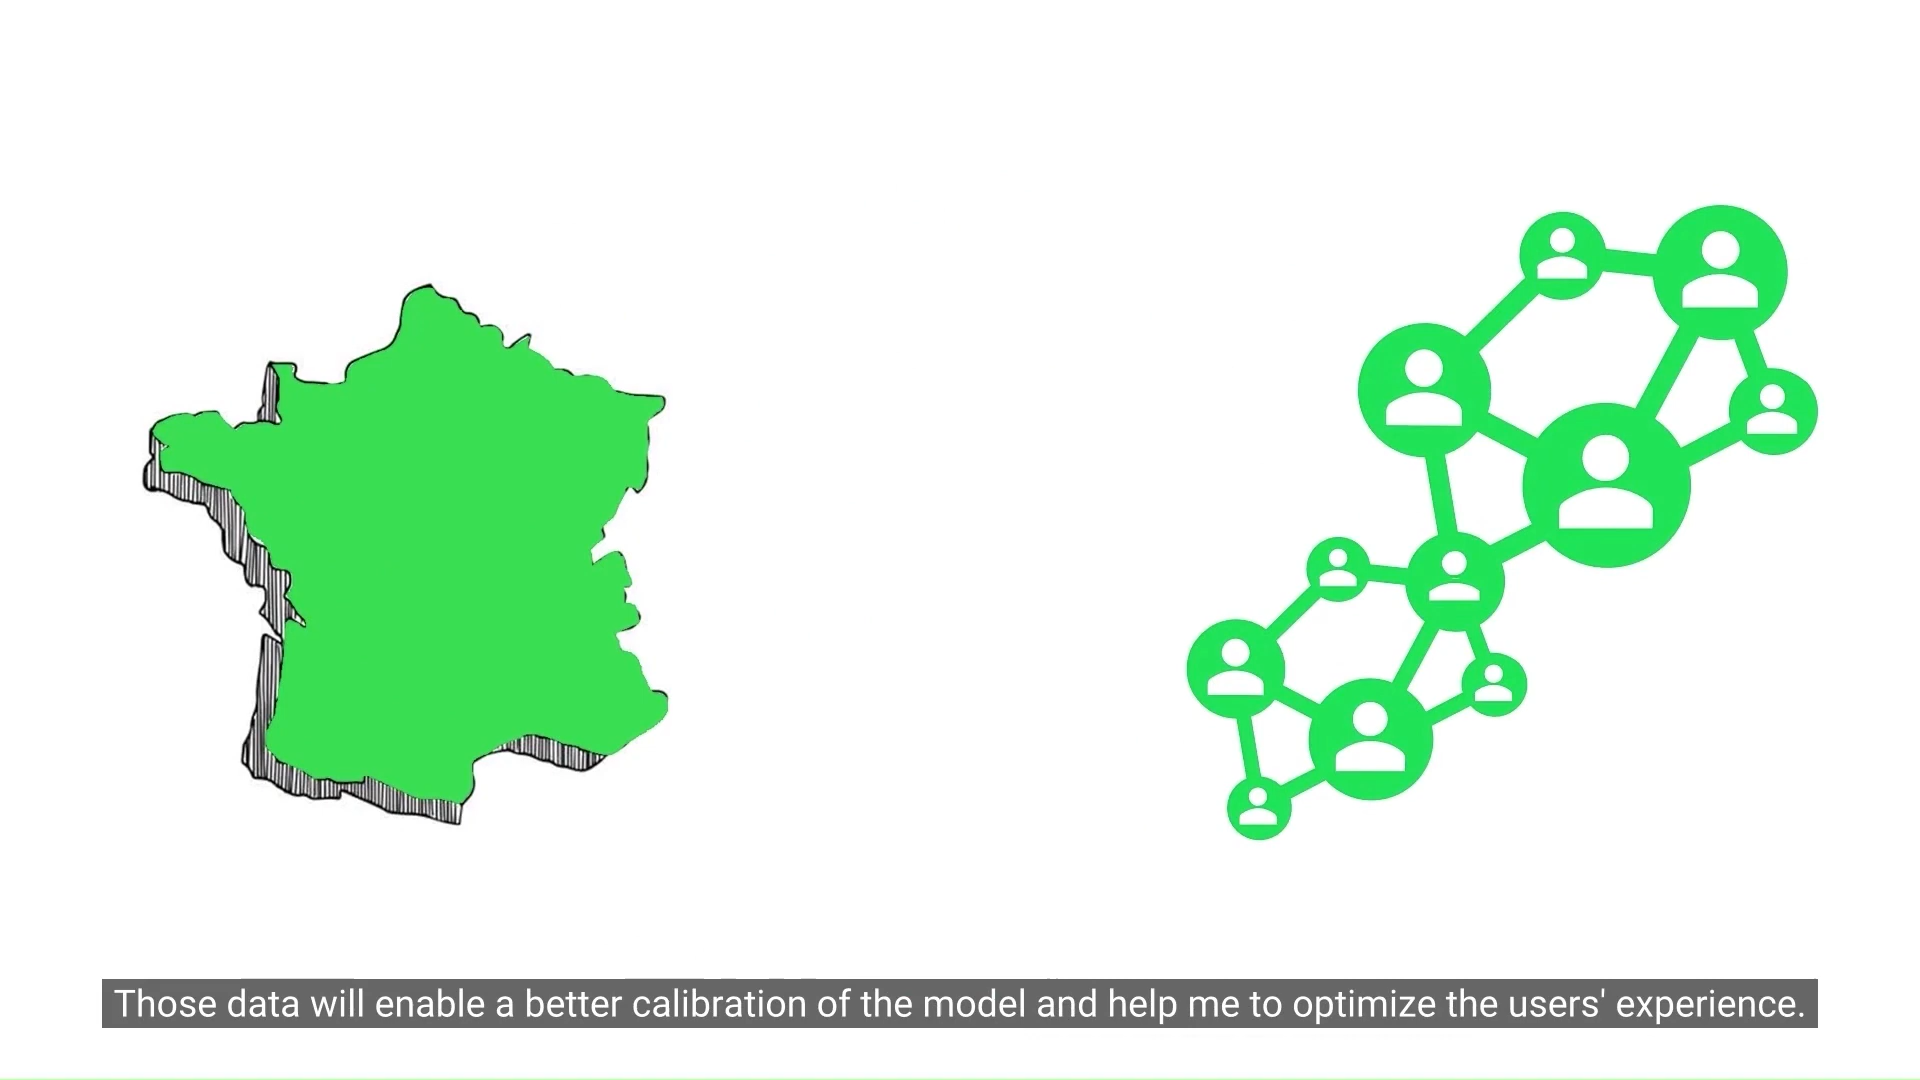 Those data will enable a better calibration of the model and help me to optimize the users' experience.